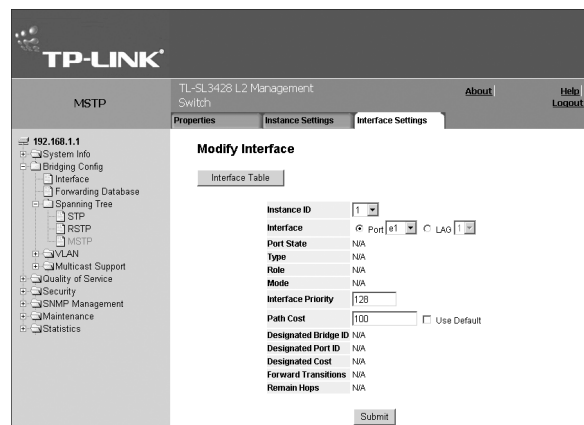 TP-LINK
MSTP
TL-SL3428 L2 Management
Switch
About
Help
Logout
Properties
Instance Settings
Interface Settings
192.168.1.1
System Info
Bridging Config
Interface
Forwarding Database
Spanning Tree
STP
RSTP
MSTP
VLAN
Multicast Support
Quality of Service
Security
SNMP Management
Maintenance
Statistics
Modify Interface
Interface Table
Instance ID 1
Interface Port e1 LAG 1
Port State N/A
Type N/A
Role N/A
Mode N/A
Interface Priority 128
Path Cost 100 Use Default
Designated Bridge ID N/A
Designated Port ID N/A
Designated Cost N/A
Forward Transitions N/A
Remain Hops N/A
Submit